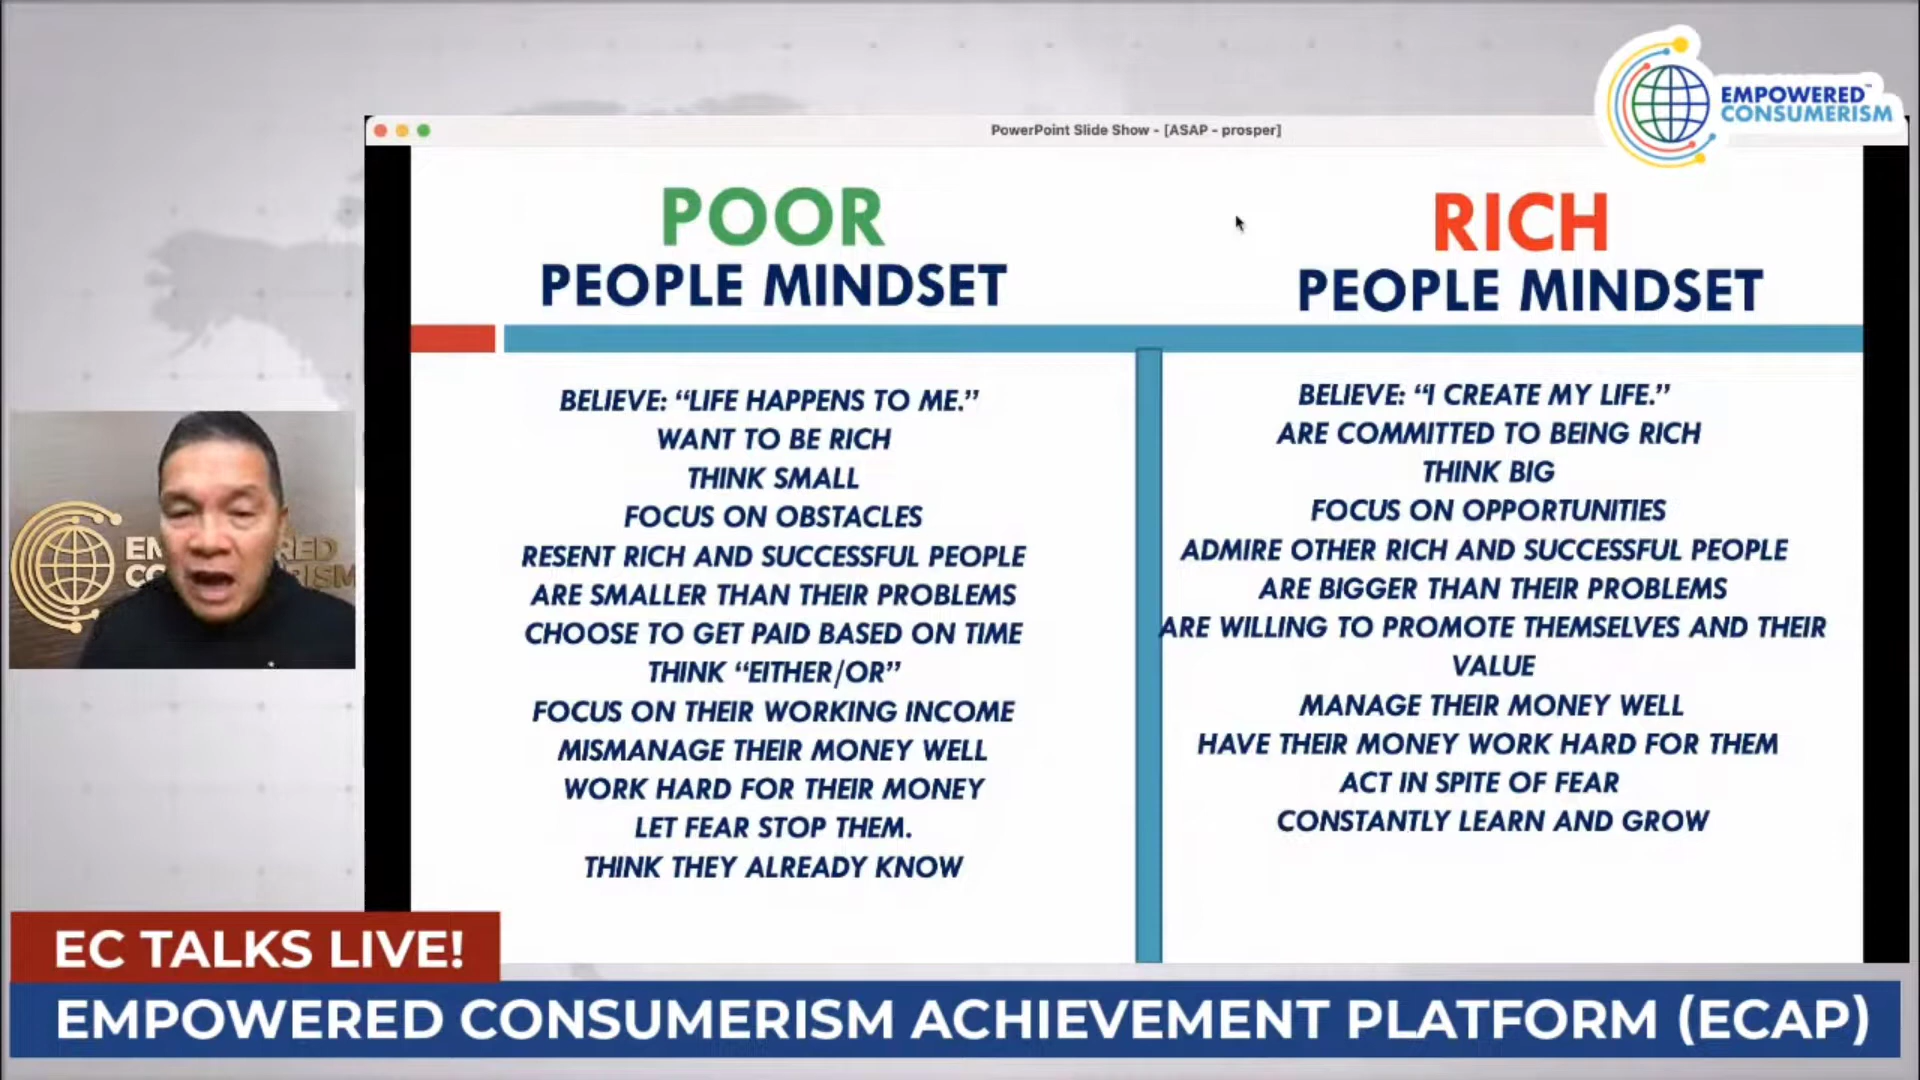 EMPOWERED™
CONSUMERISM
PowerPoint Slide Show - [ASAP - prosper]
POOR
PEOPLE MINDSET
BELIEVE: “LIFE HAPPENS TO ME.”
WANT TO BE RICH
THINK SMALL
FOCUS ON OBSTACLES
RESENT RICH AND SUCCESSFUL PEOPLE
ARE SMALLER THAN THEIR PROBLEMS
CHOOSE TO GET PAID BASED ON TIME
THINK “EITHER/OR”
FOCUS ON THEIR WORKING INCOME
MISMANAGE THEIR MONEY WELL
WORK HARD FOR THEIR MONEY
LET FEAR STOP THEM.
THINK THEY ALREADY KNOW
RICH
PEOPLE MINDSET
BELIEVE: “I CREATE MY LIFE.”
ARE COMMITTED TO BEING RICH
THINK BIG
FOCUS ON OPPORTUNITIES
ADMIRE OTHER RICH AND SUCCESSFUL PEOPLE
ARE BIGGER THAN THEIR PROBLEMS
ARE WILLING TO PROMOTE THEMSELVES AND THEIR
VALUE
MANAGE THEIR MONEY WELL
HAVE THEIR MONEY WORK HARD FOR THEM
ACT IN SPITE OF FEAR
CONSTANTLY LEARN AND GROW
EC TALKS LIVE!
EMPOWERED CONSUMERISM ACHIEVEMENT PLATFORM (ECAP)